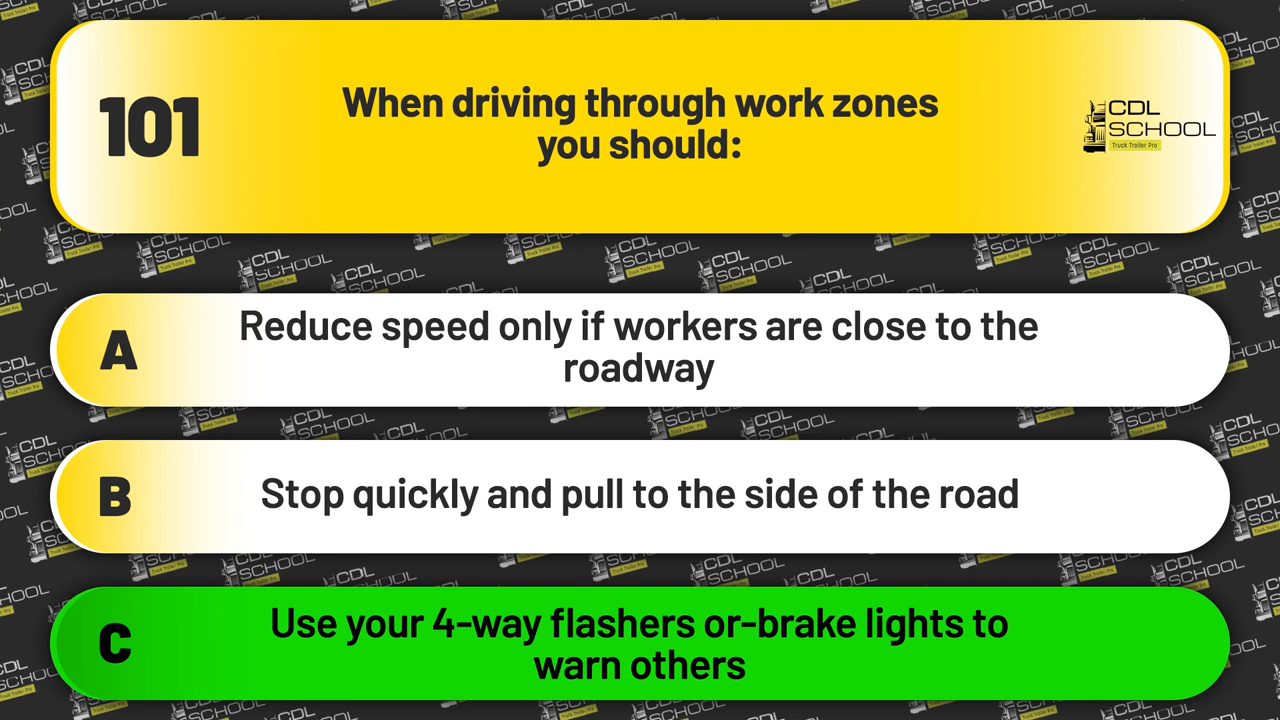 101
When driving through work zones
you should:
CDL
SCHOOL
Truck Trailer Pro
A
Reduce speed only if workers are close to the
roadway
B
Stop quickly and pull to the side of the road
C
Use your 4-way flashers or-brake lights to
warn others